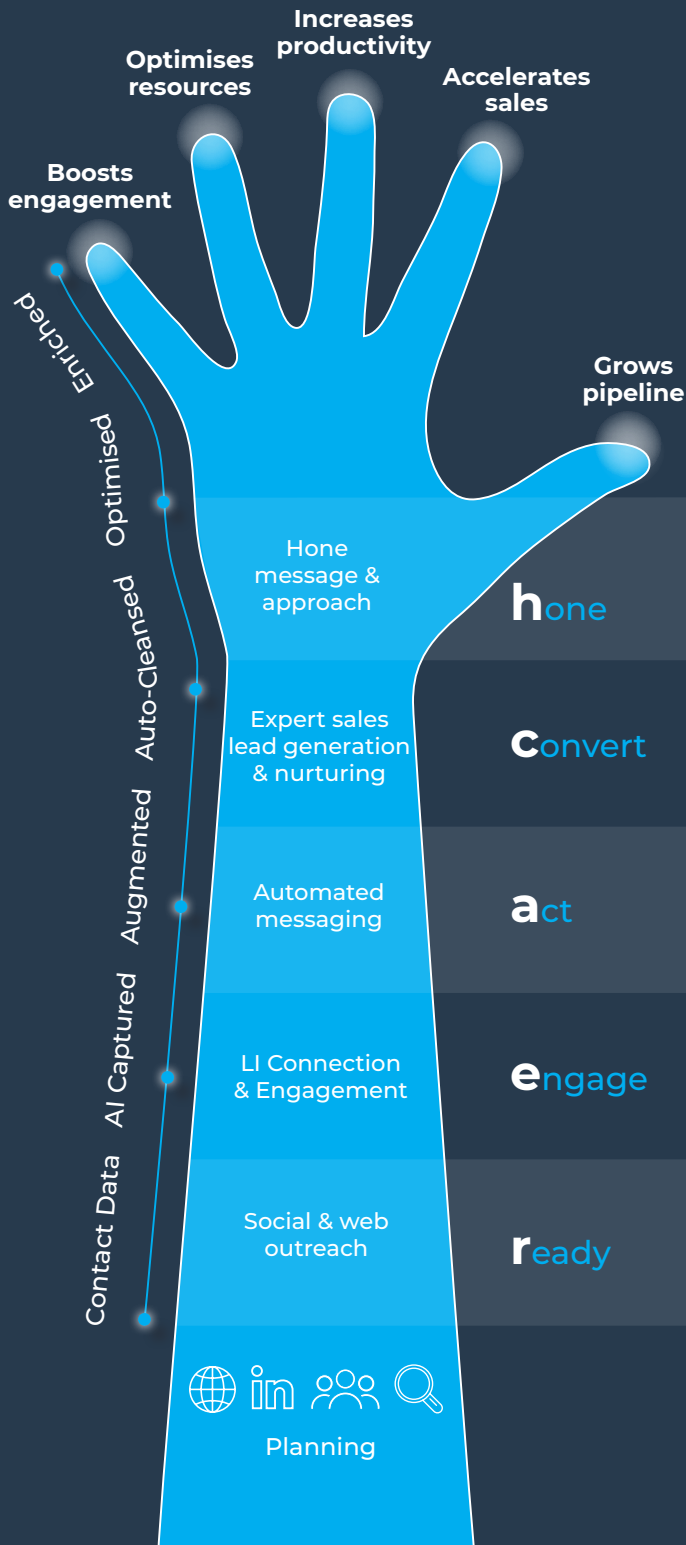 Increases
productivity
Optimises
resources
Accelerates
sales
Boosts
engagement
Grows
pipeline
Enriched
Optimised
Auto-Cleansed
Augmented
AI Captured
Contact Data
Hone
message &
approach
hone
Expert sales
lead generation
& nurturing
convert
Automated
messaging
act
LI Connection
& Engagement
engage
Social & web
outreach
ready
in
Planning